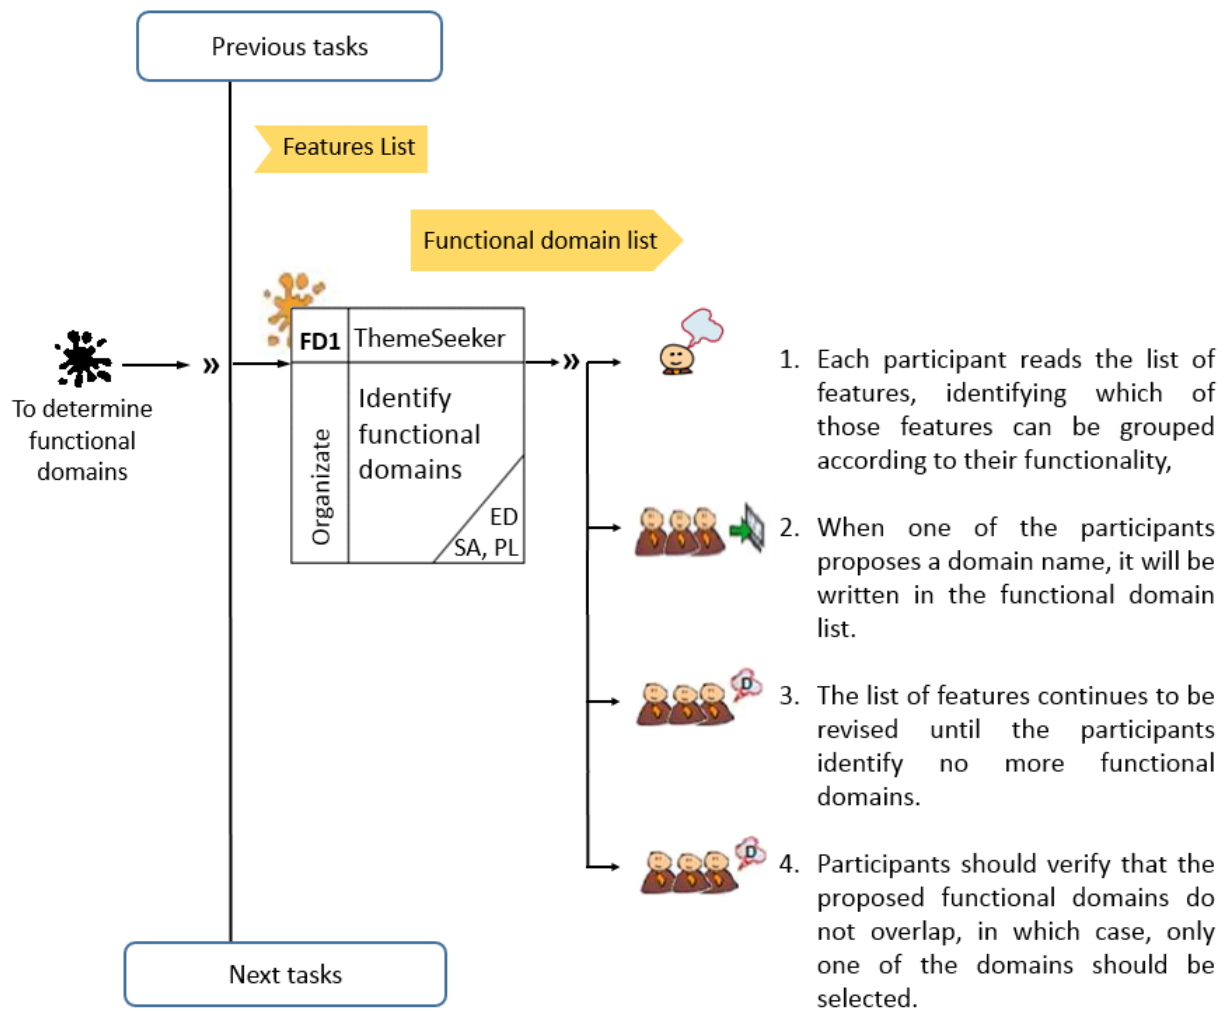 Previous tasks
Features List
Functional domain list
To determine
functional
domains
»
FD1
ThemeSeeker
Organizate
Identify
functional
domains
ED
SA, PL
»
1. Each participant reads the list of
features, identifying which of
those features can be grouped
according to their functionality,
2. When one of the participants
proposes a domain name, it will be
written in the functional domain
list.
D
3. The list of features continues to be
revised until the participants
identify no more functional
domains.
D
4. Participants should verify that the
proposed functional domains do
not overlap, in which case, only
one of the domains should be
selected.
Next tasks